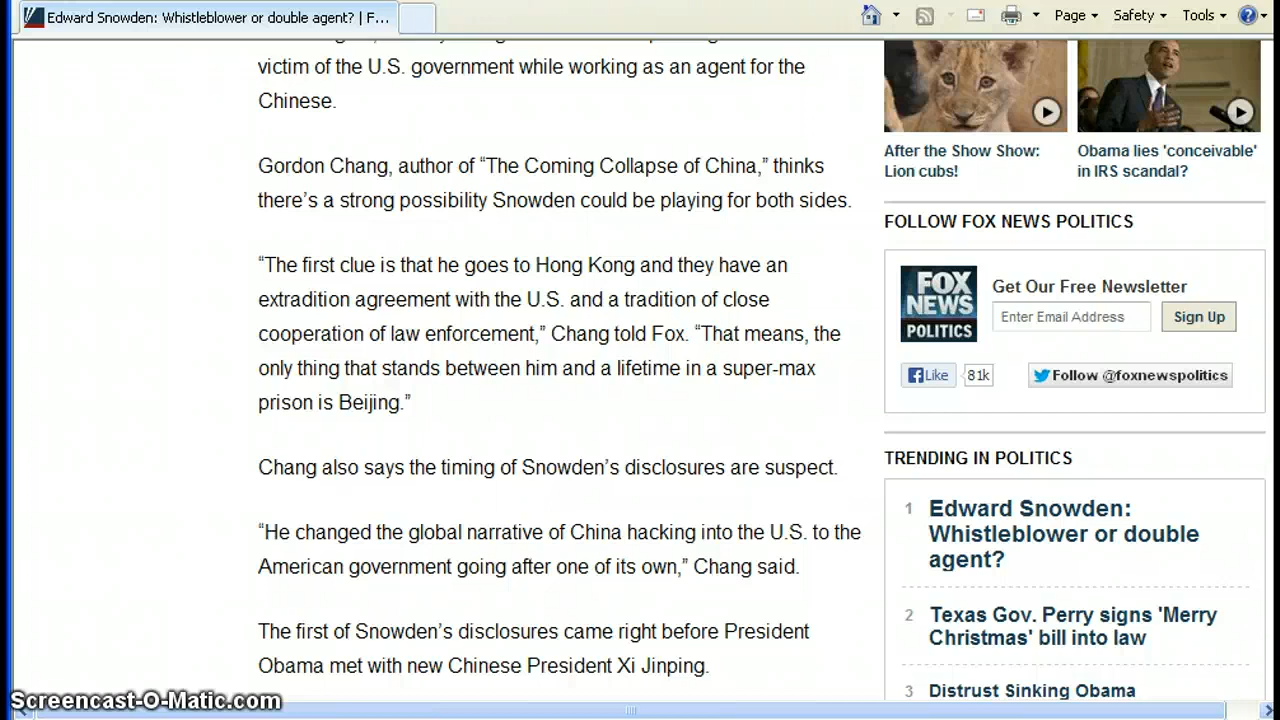 Edward Snowden: Whistleblower or double agent? | F...
Page
Safety
Tools
victim of the U.S. government while working as an agent for the
Chinese.
Gordon Chang, author of “The Coming Collapse of China,” thinks
there’s a strong possibility Snowden could be playing for both sides.
“The first clue is that he goes to Hong Kong and they have an
extradition agreement with the U.S. and a tradition of close
cooperation of law enforcement,” Chang told Fox. “That means, the
only thing that stands between him and a lifetime in a super-max
prison is Beijing.”
Chang also says the timing of Snowden’s disclosures are suspect.
“He changed the global narrative of China hacking into the U.S. to the
American government going after one of its own,” Chang said.
The first of Snowden’s disclosures came right before President
Obama met with new Chinese President Xi Jinping.
After the Show Show:
Lion cubs!
Obama lies 'conceivable'
in IRS scandal?
FOLLOW FOX NEWS POLITICS
FOX
NEWS
POLITICS
Get Our Free Newsletter
Enter Email Address
Sign Up
Like
81k
Follow @foxnewspolitics
TRENDING IN POLITICS
1 Edward Snowden:
Whistleblower or double
agent?
2 Texas Gov. Perry signs 'Merry
Christmas' bill into law
3 Distrust Sinking Obama
Screencast-O-Matic.com